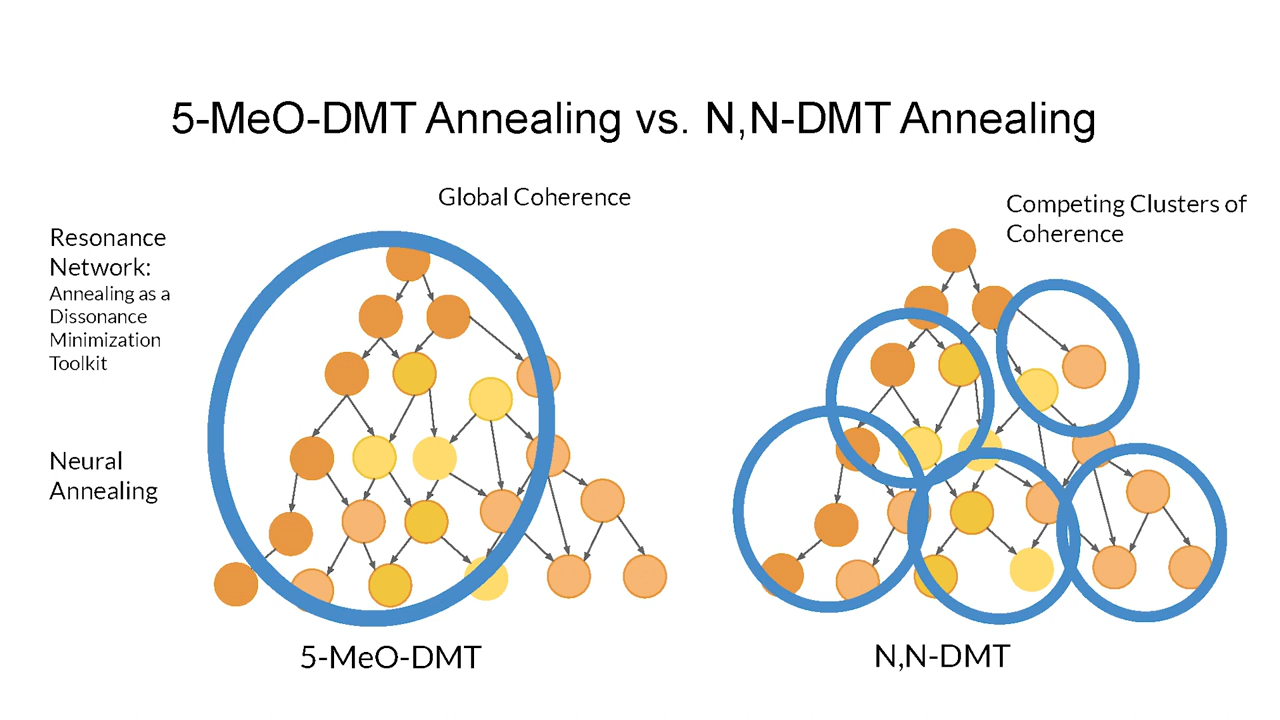 5-MeO-DMT Annealing vs. N,N-DMT Annealing
Global Coherence
Competing Clusters of
Coherence
Resonance
Network:
Annealing as a
Dissonance
Minimization
Toolkit
Neural
Annealing
5-MeO-DMT
N,N-DMT